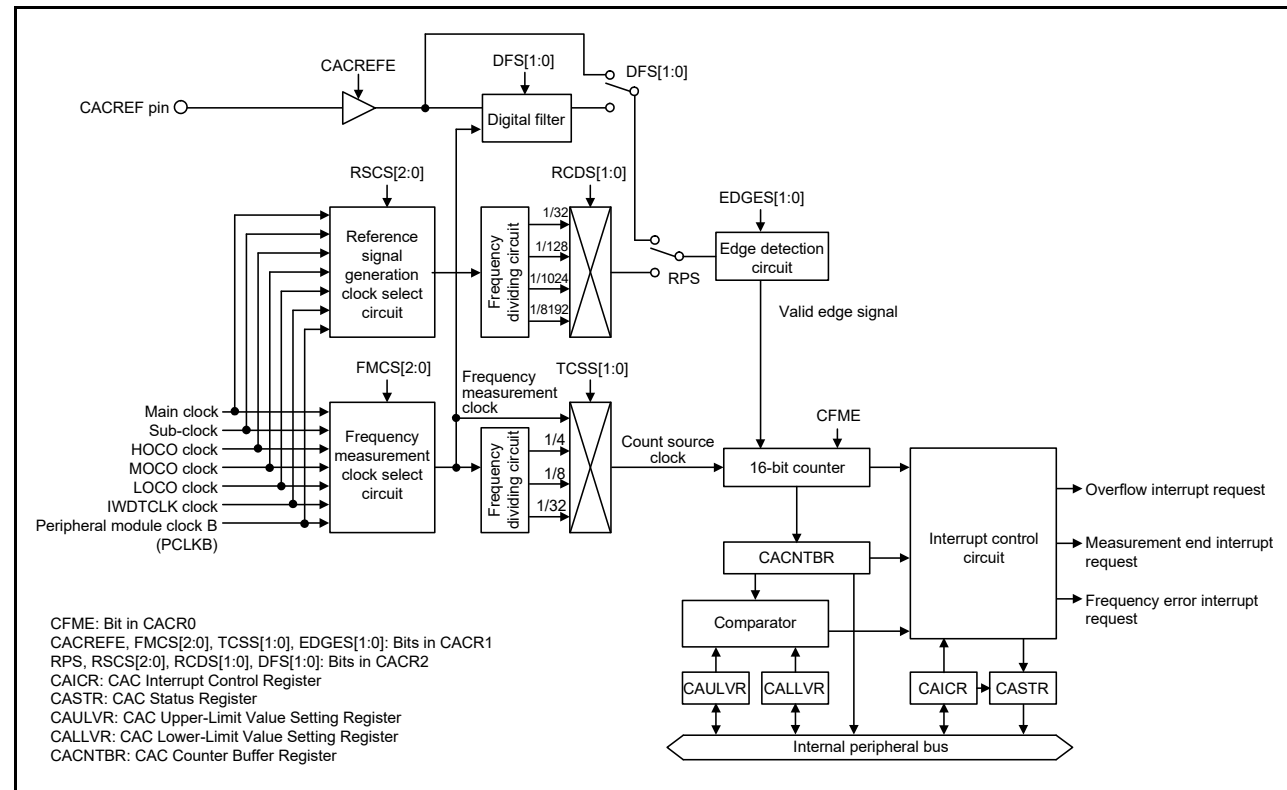 CACREFE
DFS[1:0]
DFS[1:0]
CACREF pin
Digital filter
RSCS[2:0]
RCDS[1:0]
EDGES[1:0]
Reference
signal
generation
clock select
circuit
Frequency
dividing circuit
1/32
1/128
1/1024
1/8192
RPS
Edge detection
circuit
Valid edge signal
FMCS[2:0]
Frequency
measurement
clock
TCSS[1:0]
Main clock
Sub-clock
HOCO clock
MOCO clock
LOCO clock
IWDTCLK clock
Peripheral module clock B
(PCLKB)
Frequency
measurement
clock select
circuit
Frequency
dividing circuit
1/4
1/8
1/32
Count source
clock
CFME
16-bit counter
CACNTBR
Comparator
CAULVR
CALLVR
Interrupt control
circuit
CAICR
CASTR
Overflow interrupt request
Measurement end interrupt
request
Frequency error interrupt
request
Internal peripheral bus
CFME: Bit in CACR0
CACREFE, FMCS[2:0], TCSS[1:0], EDGES[1:0]: Bits in CACR1
RPS, RSCS[2:0], RCDS[1:0], DFS[1:0]: Bits in CACR2
CAICR: CAC Interrupt Control Register
CASTR: CAC Status Register
CAULVR: CAC Upper-Limit Value Setting Register
CALLVR: CAC Lower-Limit Value Setting Register
CACNTBR: CAC Counter Buffer Register